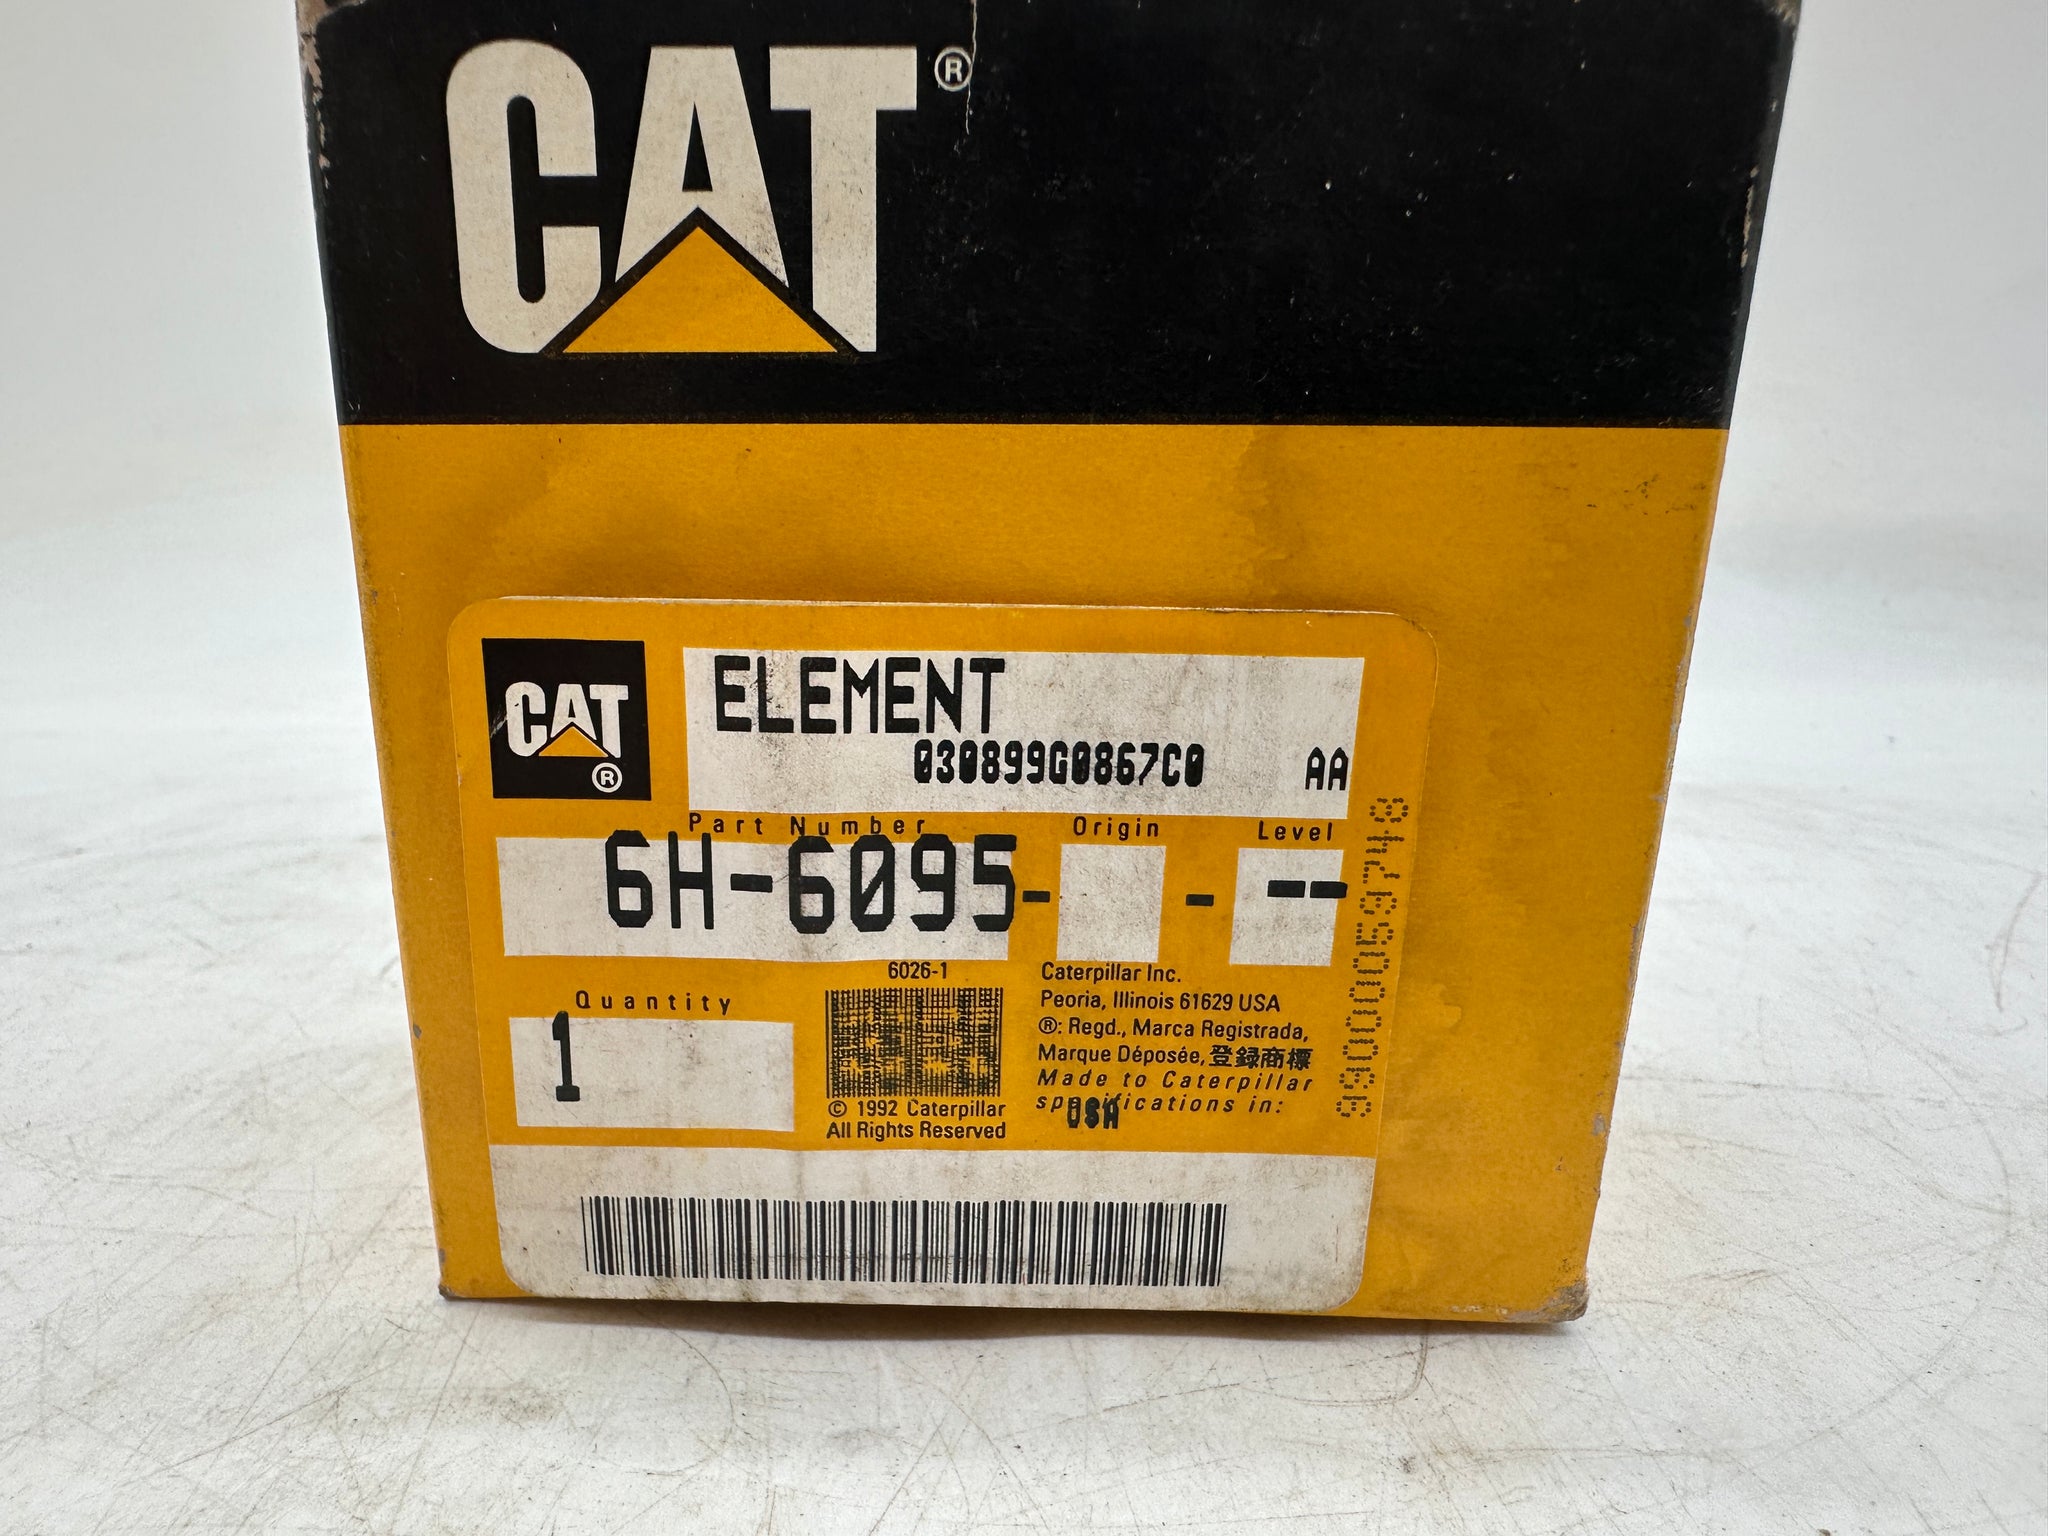 CAT®
CAT®
ELEMENT
030899G0867C0 AA
Part Number Origin Level
6H-6095- - --
6026-1
Quantity
1
Caterpillar Inc.
Peoria, Illinois 61629 USA
®: Regd., Marca Registrada,
Marque Déposée, 登録商標
Made to Caterpillar
specifications in:
USA
© 1992 Caterpillar
All Rights Reserved